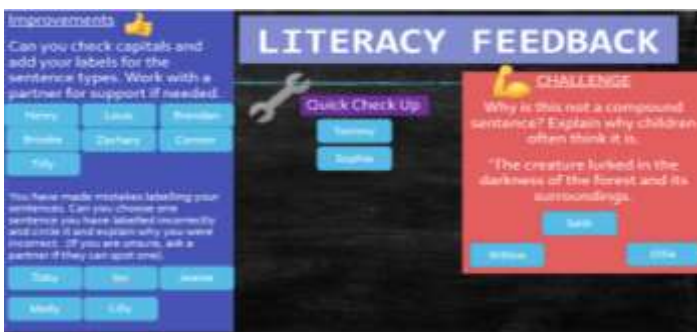 Improvements
Can you check capitals and
add your labels for the
sentence types. Work with a
partner for support if needed.
Henry
Louis
Brendan
Brooke
Zachary
Connor
Tilly
You have made mistakes labelling your
sentences. Can you choose one
sentence you have labelled incorrectly
and circle it and explain why you were
incorrect. (If you are unsure, ask a
partner if they can spot one).
Toby
Molly
Lilly
LITERACY FEEDBACK
Quick Check Up
Tommy
Sophie
CHALLENGE
Why is this not a compound
sentence? Explain why children
often think it is.
"The creature lurked in the
darkness of the forest and its
surroundings.
Willow
Ollie